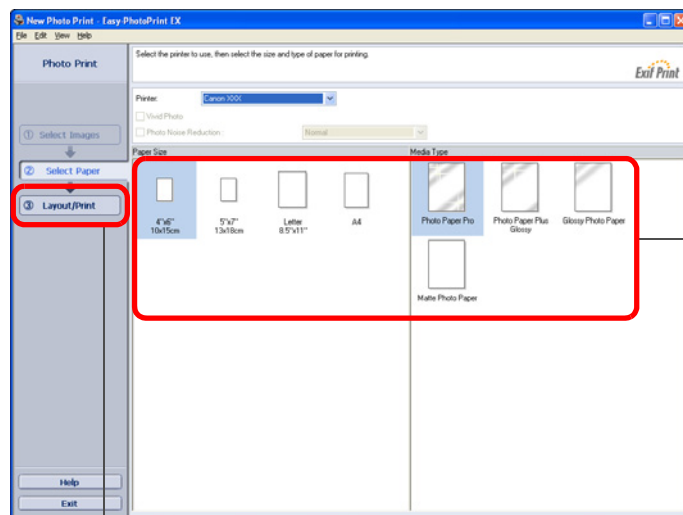 New Photo Print - Easy-PhotoPrint EX
File Edit View Help
Photo Print
Select the printer to use, then select the size and type of paper for printing.
Exif Print
Printer:
Canon XXX
Vivid Photo
Photo Noise Reduction :
Normal
① Select Images
② Select Paper
③ Layout/Print
Paper Size
4"x6"
10x15cm
5"x7"
13x18cm
Letter
8.5"x11"
A4
Media Type
Photo Paper Pro
Photo Paper Plus
Glossy
Glossy Photo Paper
Matte Photo Paper
Help
Exit